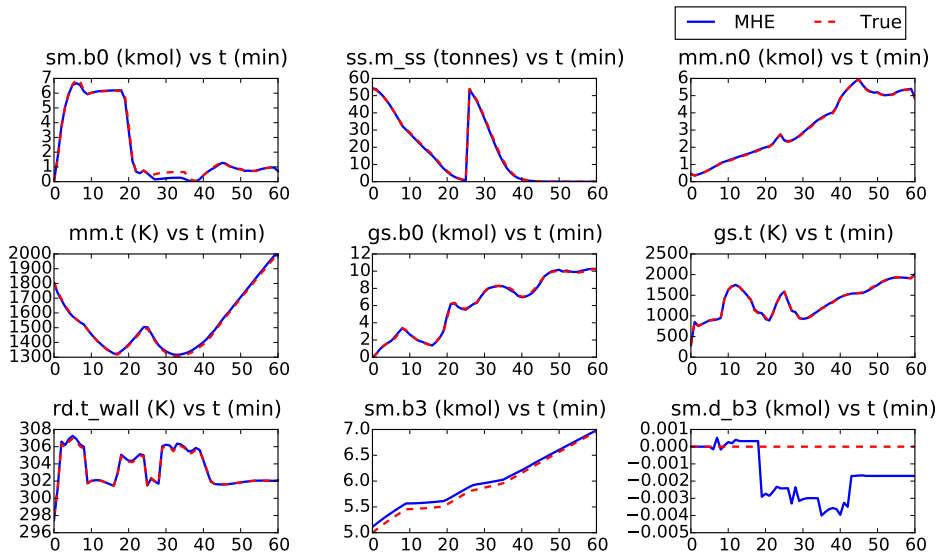 MHE True
sm.b0 (kmol) vs t (min) ss.m_ss (tonnes) vs t (min) mm.n0 (kmol) vs t (min)
7 60 6
6 50 5
5 40 4
4 30 3
3 20 2
2 10 1
1 0 0
0
0 10 20 30 40 50 60 0 10 20 30 40 50 60 0 10 20 30 40 50 60
mm.t (K) vs t (min) gs.b0 (kmol) vs t (min) gs.t (K) vs t (min)
2000 12 2500
1900 10 2000
1800 8 1500
1700 6 1000
1600 4 500
1500 2 0
1400 0
1300
0 10 20 30 40 50 60 0 10 20 30 40 50 60 0 10 20 30 40 50 60
rd.t_wall (K) vs t (min) sm.b3 (kmol) vs t (min) sm.d_b3 (kmol) vs t (min)
308 7.0 0.001
306 6.5 0.000
304 6.0 −0.001
302 5.5 −0.002
300 5.0 −0.003
298 −0.004
296 −0.005
0 10 20 30 40 50 60 0 10 20 30 40 50 60 0 10 20 30 40 50 60